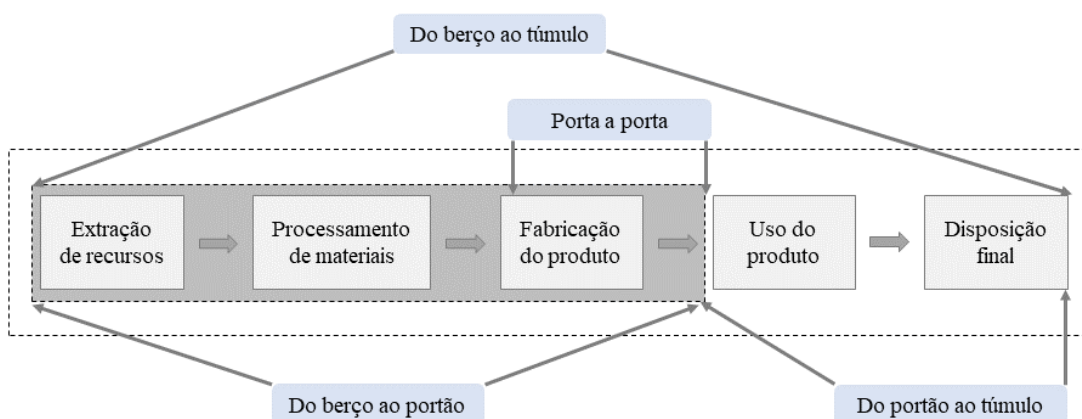 Do berço ao túmulo
Porta a porta
Extração
de recursos
Processamento
de materiais
Fabricação
do produto
Uso do
produto
Disposição
final
Do berço ao portão
Do portão ao túmulo